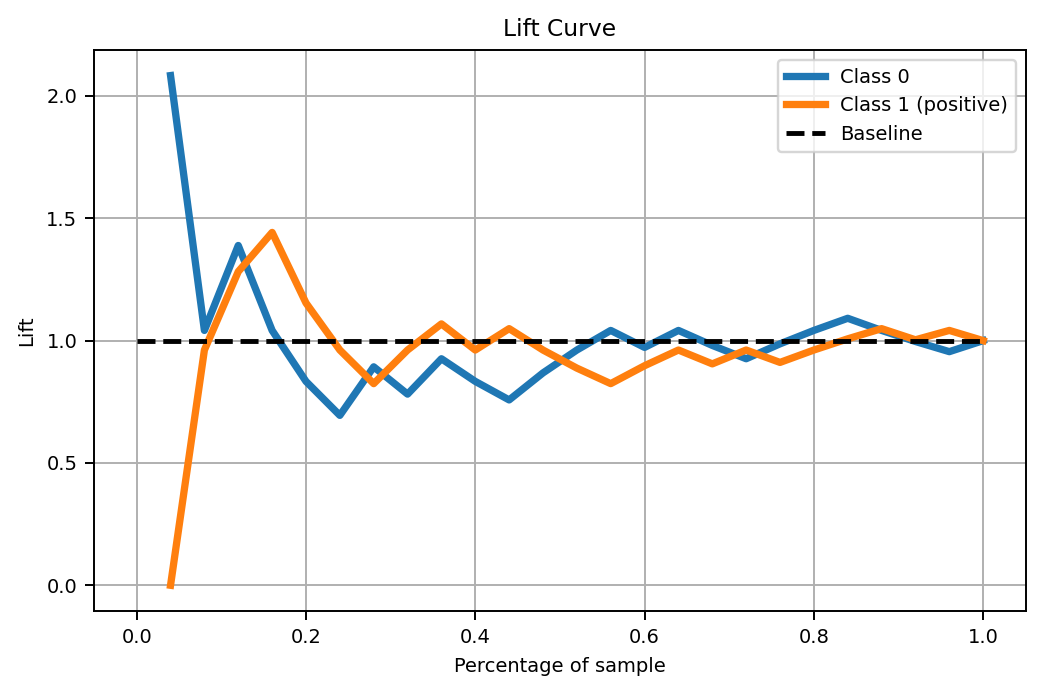 Lift Curve
Class 0
Class 1 (positive)
Baseline
2.0
1.5
1.0
0.5
0.0
Lift
0.0 0.2 0.4 0.6 0.8 1.0
Percentage of sample